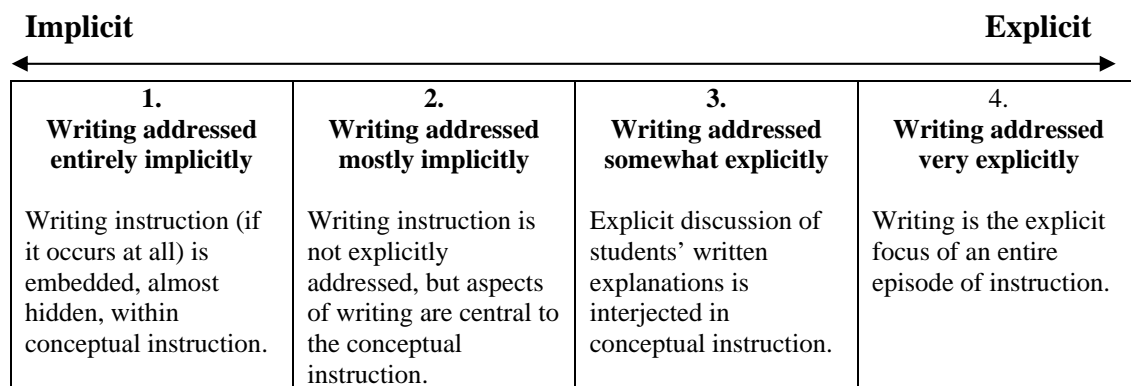 Implicit Explicit
1.
Writing addressed
entirely implicitly
Writing instruction (if
it occurs at all) is
embedded, almost
hidden, within
conceptual instruction.
2.
Writing addressed
mostly implicitly
Writing instruction is
not explicitly
addressed, but aspects
of writing are central to
the conceptual
instruction.
3.
Writing addressed
somewhat explicitly
Explicit discussion of
students’ written
explanations is
interjected in
conceptual instruction.
4.
Writing addressed
very explicitly
Writing is the explicit
focus of an entire
episode of instruction.